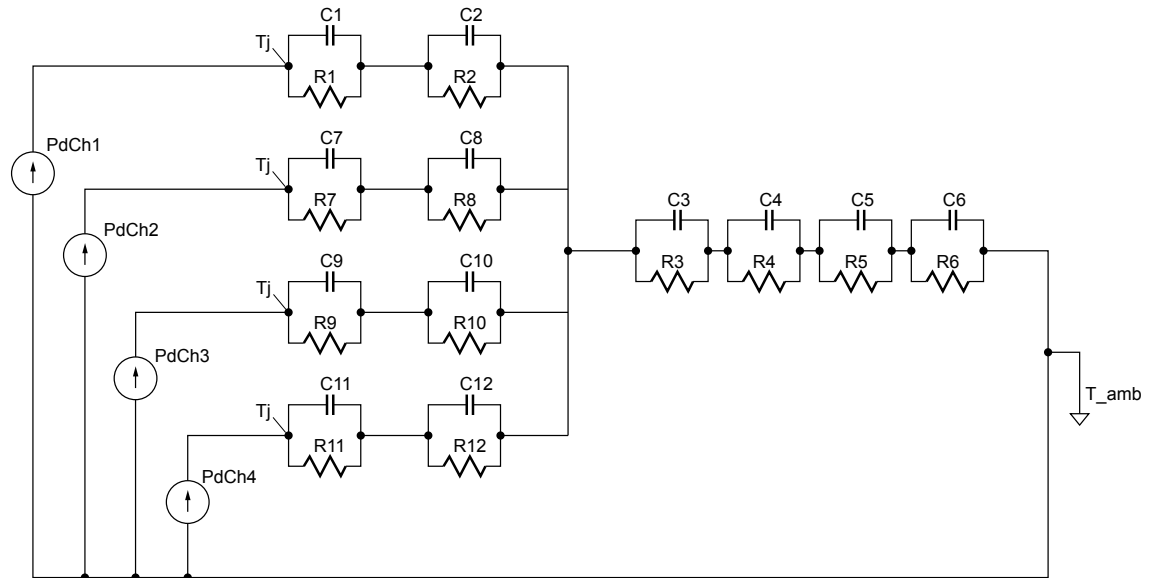 C1 C2
Tj
R1 R2
PdCh1
C7 C8
Tj
R7 R8
PdCh2
C3 C4 C5 C6
R3 R4 R5 R6
C9 C10
Tj
R9 R10
PdCh3
C11 C12
Tj
R11 R12
T_amb
PdCh4